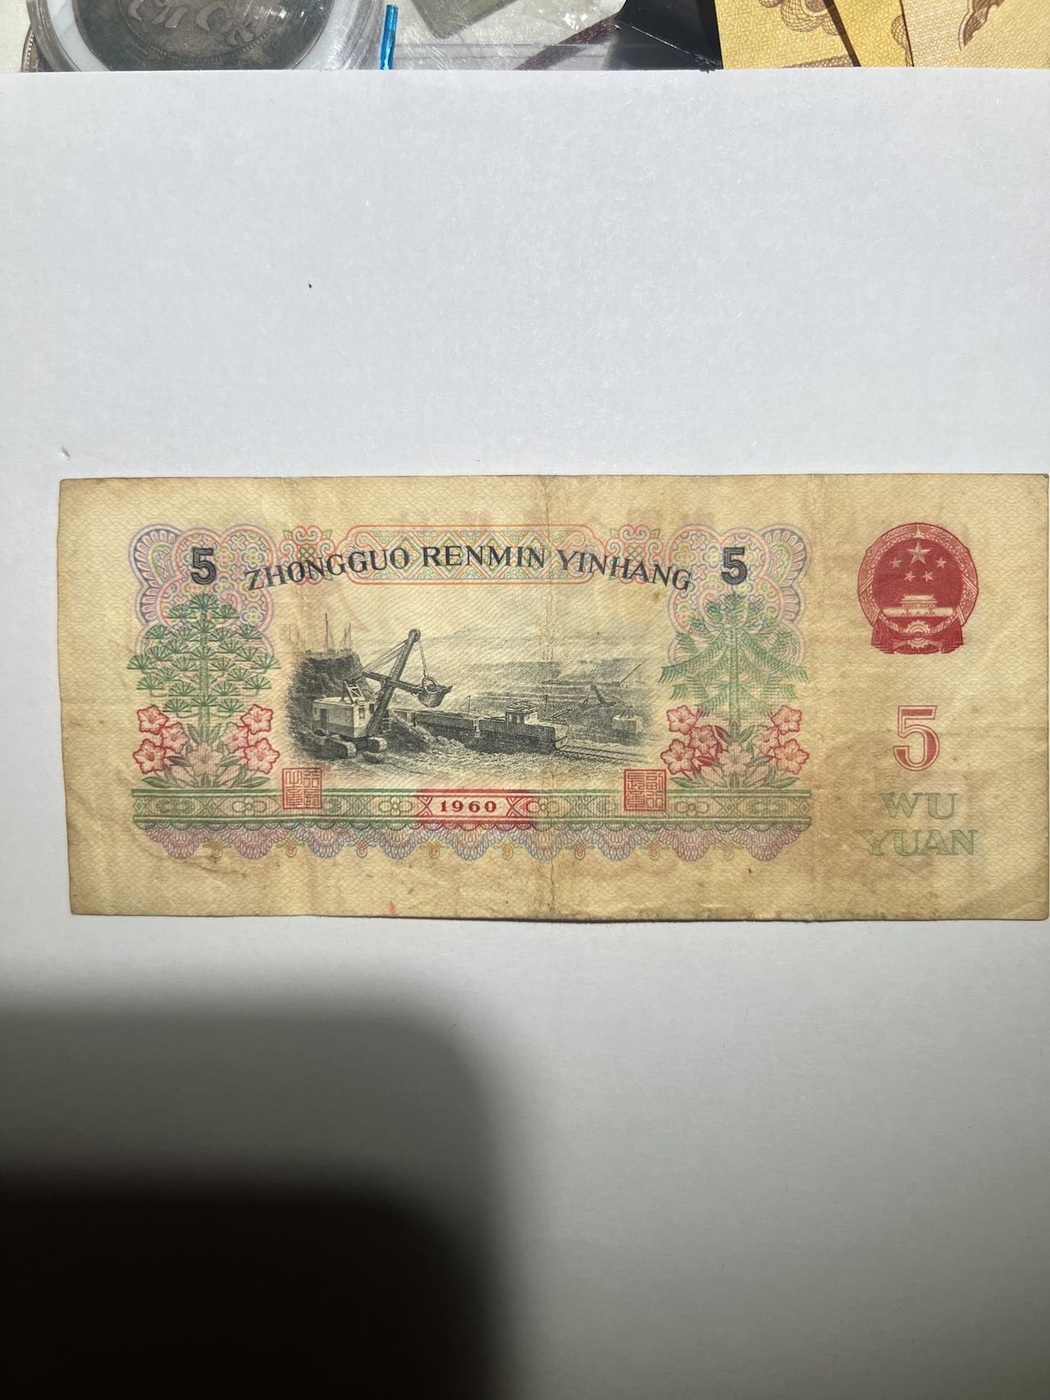 5 ZHONGGUO RENMIN YINHANG 5
5
WU
YUAN
1960